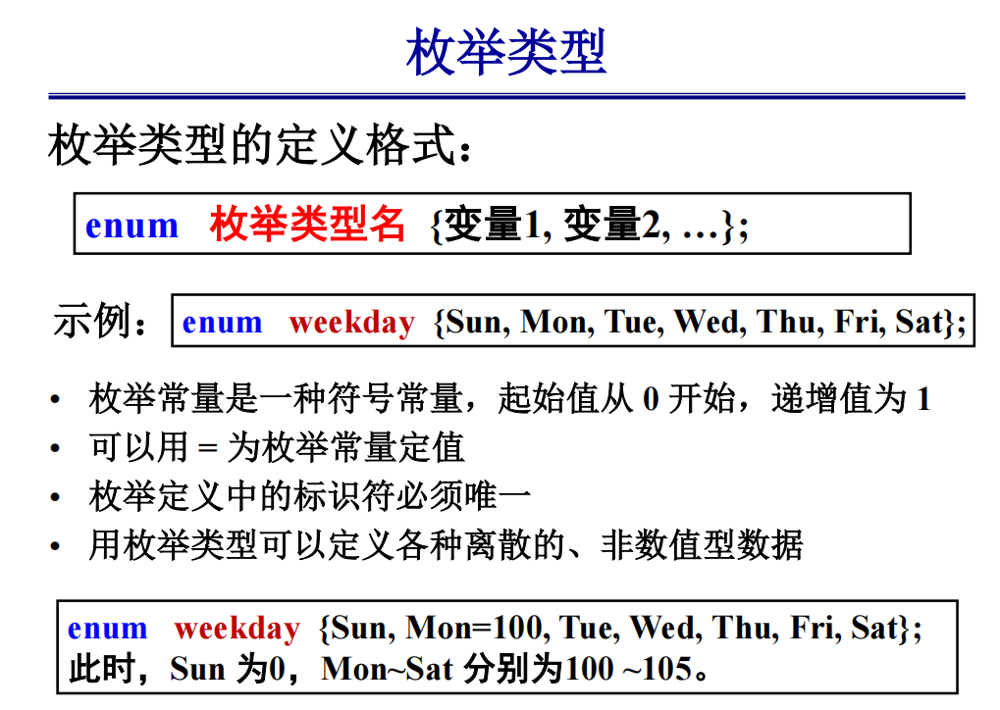 枚举类型
枚举类型的定义格式：
enum 枚举类型名 {变量1, 变量2, …};
示例： enum weekday {Sun, Mon, Tue, Wed, Thu, Fri, Sat};
• 枚举常量是一种符号常量，起始值从 0 开始，递增值为 1
• 可以用 = 为枚举常量定值
• 枚举定义中的标识符必须唯一
• 用枚举类型可以定义各种离散的、非数值型数据
enum weekday {Sun, Mon=100, Tue, Wed, Thu, Fri, Sat};
此时，Sun 为0，Mon~Sat 分别为100 ~105。